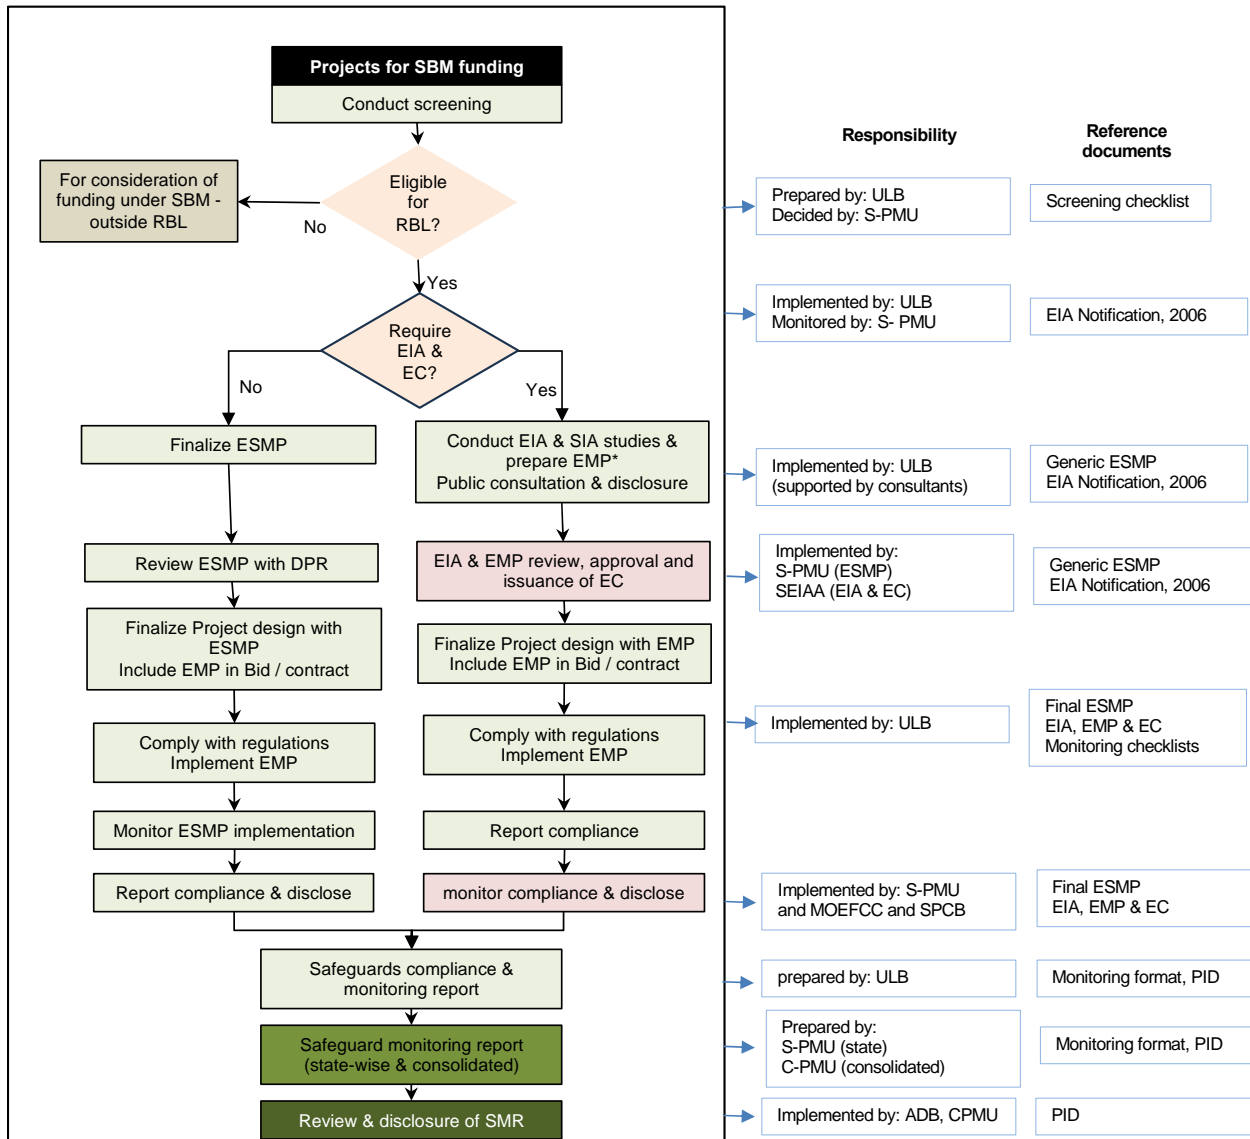 Projects for SBM funding
Conduct screening
Responsibility
Reference
documents
For consideration of
funding under SBM -
outside RBL
Eligible
for
RBL?
No
Yes
Prepared by: ULB
Decided by: S-PMU
Screening checklist
Require
EIA &
EC?
No
Yes
Implemented by: ULB
Monitored by: S- PMU
EIA Notification, 2006
Finalize ESMP
Conduct EIA & SIA studies &
prepare EMP*
Public consultation & disclosure
Implemented by: ULB
(supported by consultants)
Generic ESMP
EIA Notification, 2006
Review ESMP with DPR
EIA & EMP review, approval and
issuance of EC
Implemented by:
S-PMU (ESMP)
SEIAA (EIA & EC)
Generic ESMP
EIA Notification, 2006
Finalize Project design with
ESMP
Include EMP in Bid / contract
Finalize Project design with EMP
Include EMP in Bid / contract
Comply with regulations
Implement EMP
Comply with regulations
Implement EMP
Implemented by: ULB
Final ESMP
EIA, EMP & EC
Monitoring checklists
Monitor ESMP implementation
Report compliance
Report compliance & disclose
monitor compliance & disclose
Implemented by: S-PMU
and MOEFCC and SPCB
Final ESMP
EIA, EMP & EC
Safeguards compliance &
monitoring report
prepared by: ULB
Monitoring format, PID
Safeguard monitoring report
(state-wise & consolidated)
Prepared by:
S-PMU (state)
C-PMU (consolidated)
Monitoring format, PID
Review & disclosure of SMR
Implemented by: ADB, CPMU
PID